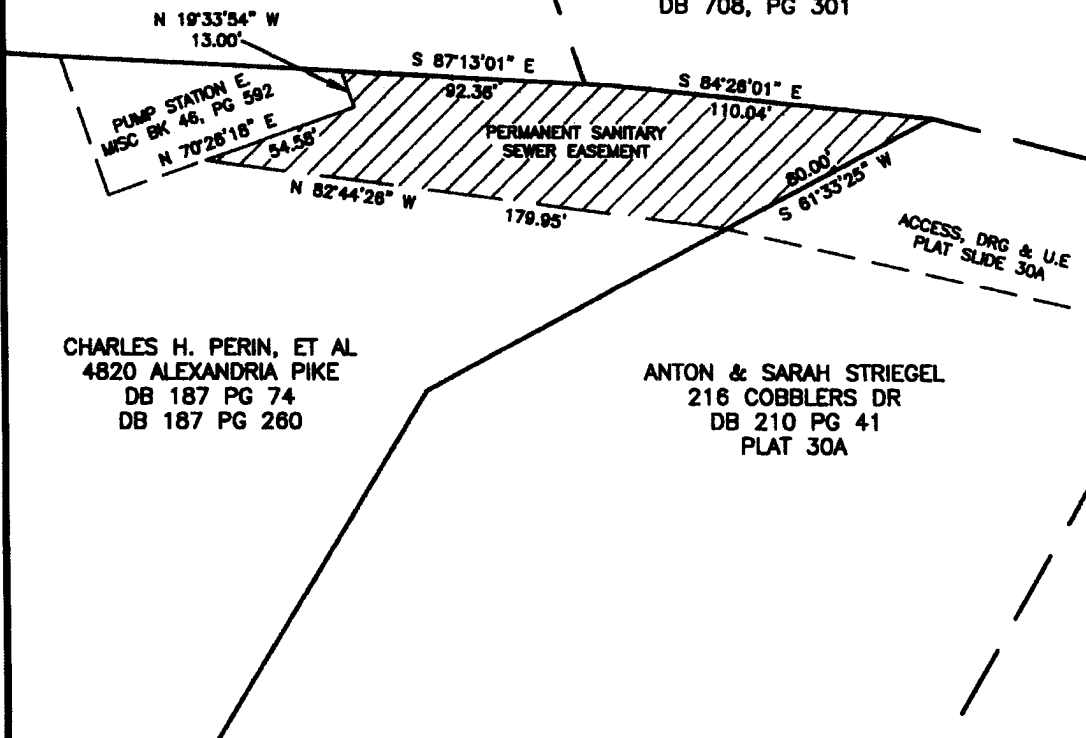 DB 708, PG 301
N 19°33'54" W
13.00'
S 87°13'01" E
92.36'
S 84°26'01" E
110.04'
PUMP STATION E.
MISC BK 46, PG 592
N 70°26'18" E
54.58'
PERMANENT SANITARY
SEWER EASEMENT
N 82°44'26" W
179.95'
80.00'
S 61°33'25" W
ACCESS, DRG & U.E
PLAT SLIDE 30A
CHARLES H. PERIN, ET AL
4820 ALEXANDRIA PIKE
DB 187 PG 74
DB 187 PG 260
ANTON & SARAH STRIEGEL
216 COBBLERS DR
DB 210 PG 41
PLAT 30A